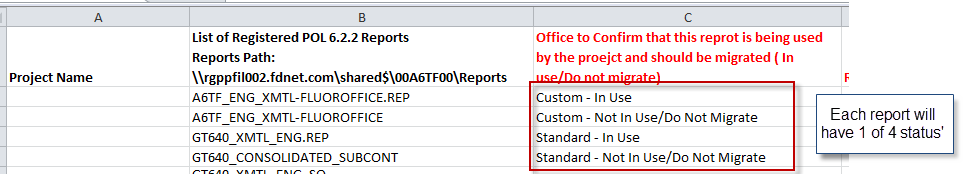 A B C
List of Registered POL 6.2.2 Reports
Reports Path:
Project Name \\rgppfil002.fdnet.com\shared$\00A6TF00\Reports
Office to Confirm that this reprot is being used
by the proejct and should be migrated ( In
use/Do not migrate)
A6TF_ENG_XMTL-FLUOROFFICE.REP Custom - In Use
A6TF_ENG_XMTL-FLUOROFFICE Custom - Not In Use/Do Not Migrate
GT640_XMTL_ENG.REP Standard - In Use
GT640_CONSOLIDATED_SUBCONT Standard - Not In Use/Do Not Migrate
Each report will
have 1 of 4 status'